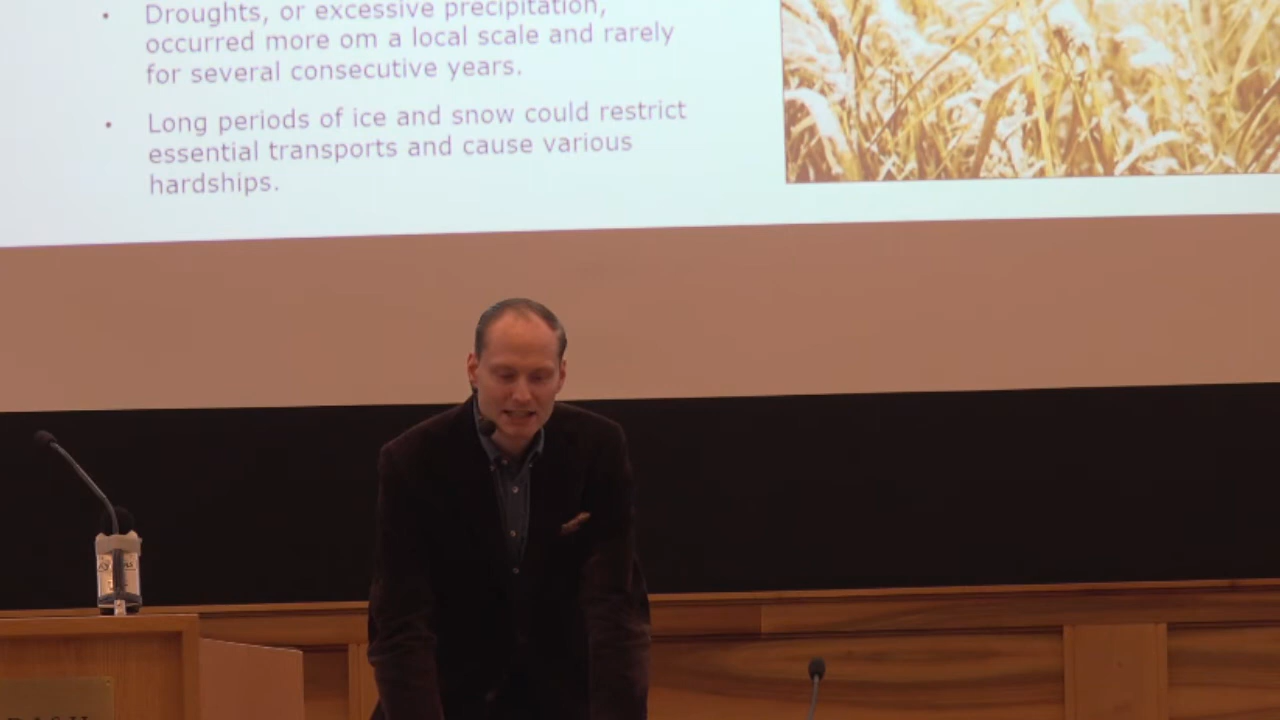 Droughts, or excessive precipitation,
occurred more om a local scale and rarely
for several consecutive years.
Long periods of ice and snow could restrict
essential transports and cause various
hardships.